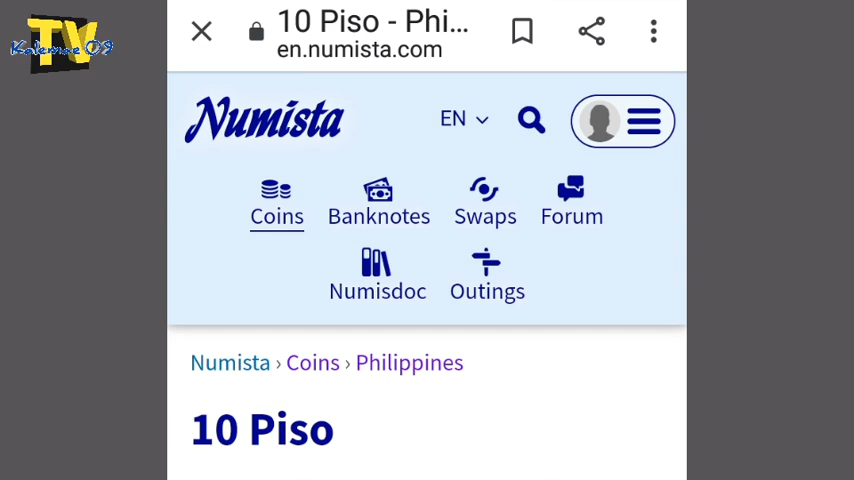 TV
Kalemae 09
10 Piso - Phi...
en.numista.com
Numista
EN
Coins
Banknotes
Swaps
Forum
Numisdoc
Outings
Numista › Coins › Philippines
10 Piso